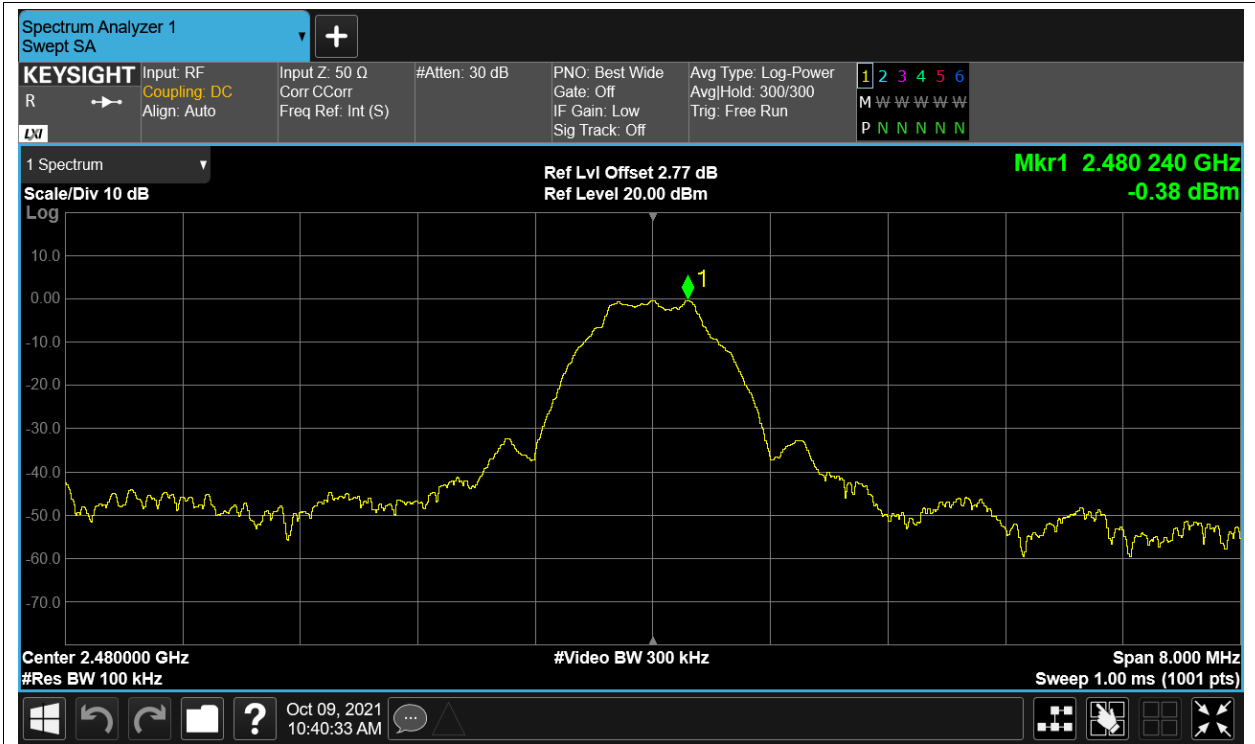 Spectrum Analyzer 1
Swept SA
KEYSIGHT
R
LXI
Input: RF
Coupling: DC
Align: Auto
Input Z: 50 Ω
Corr CCorr
Freq Ref: Int (S)
#Atten: 30 dB
PNO: Best Wide
Gate: Off
IF Gain: Low
Sig Track: Off
Avg Type: Log-Power
Avg|Hold: 300/300
Trig: Free Run
1 2 3 4 5 6
M W W W W W
P N N N N N
1 Spectrum
Scale/Div 10 dB
Log
Ref Lvl Offset 2.77 dB
Ref Level 20.00 dBm
Mkr1 2.480 240 GHz
-0.38 dBm
1
10.0
0.00
-10.0
-20.0
-30.0
-40.0
-50.0
-60.0
-70.0
Center 2.480000 GHz
#Res BW 100 kHz
#Video BW 300 kHz
Span 8.000 MHz
Sweep 1.00 ms (1001 pts)
?
Oct 09, 2021
10:40:33 AM